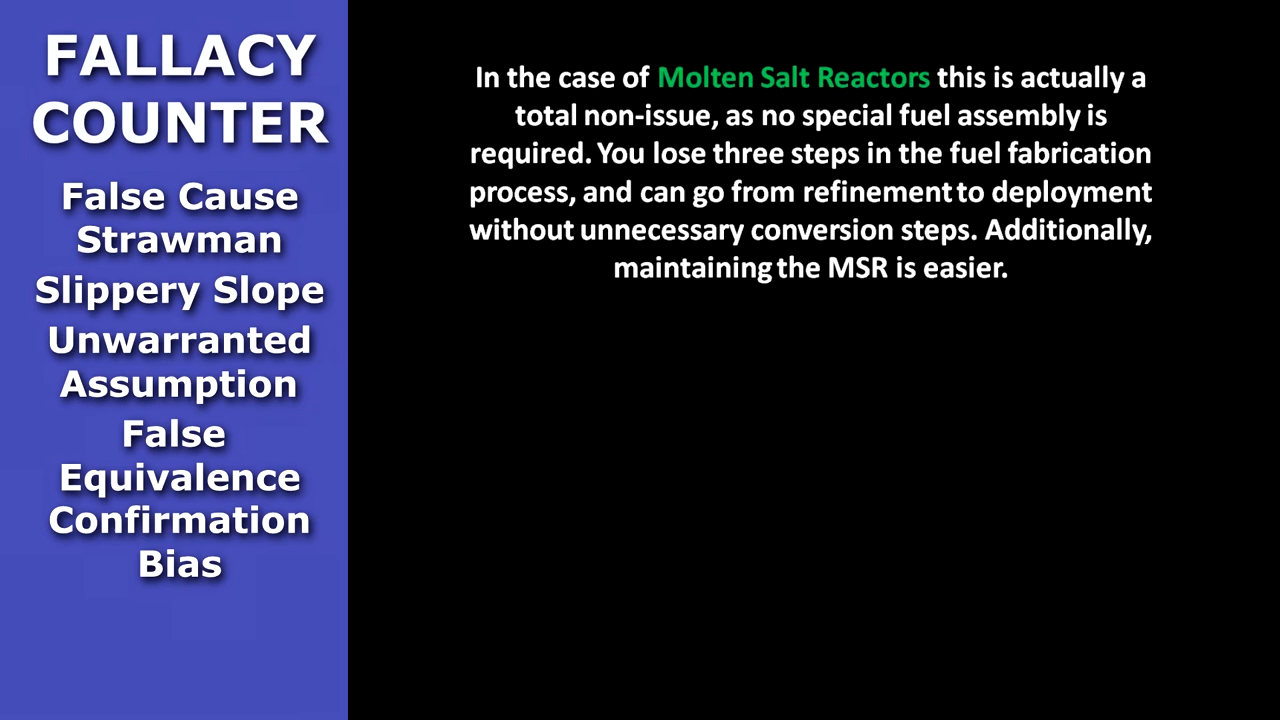 FALLACY
COUNTER
False Cause
Strawman
Slippery Slope
Unwarranted
Assumption
False
Equivalence
Confirmation
Bias
In the case of Molten Salt Reactors this is actually a
total non-issue, as no special fuel assembly is
required. You lose three steps in the fuel fabrication
process, and can go from refinement to deployment
without unnecessary conversion steps. Additionally,
maintaining the MSR is easier.